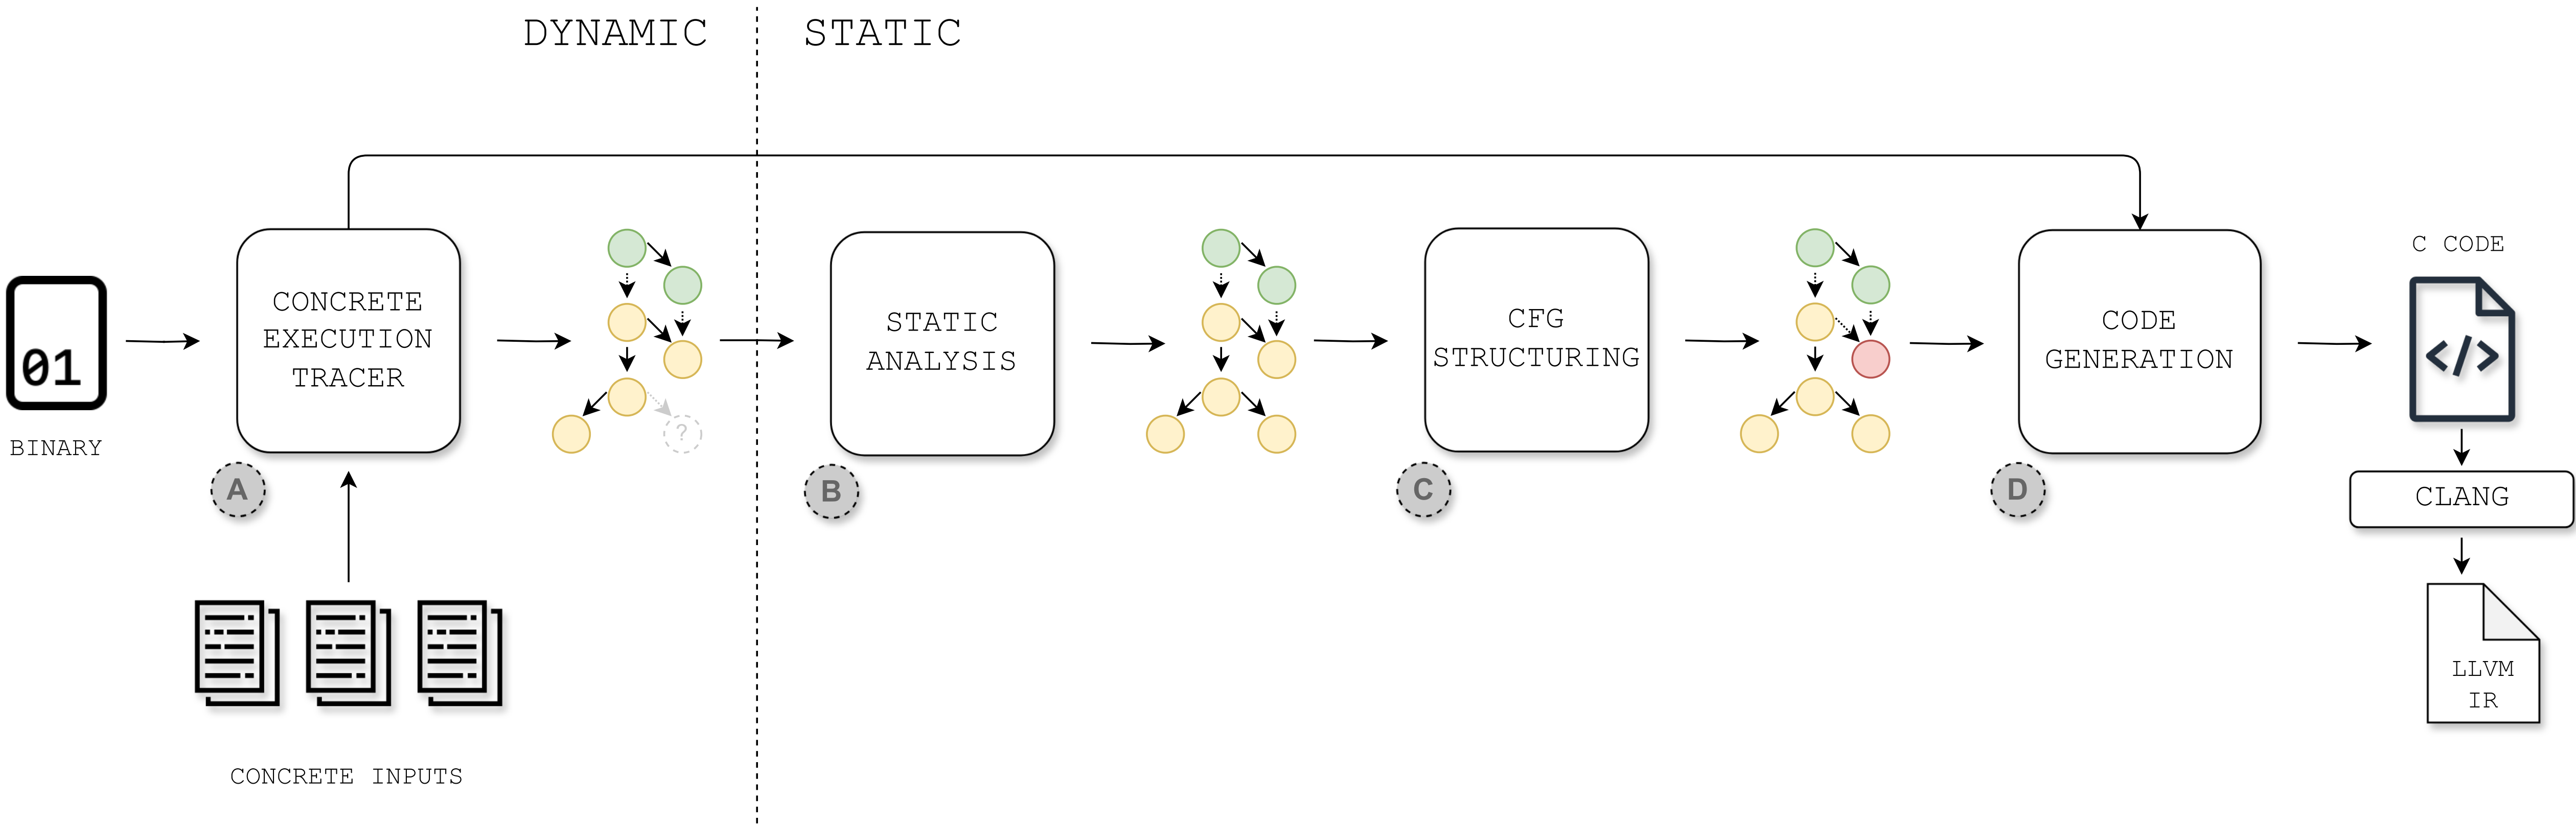 DYNAMIC
STATIC
01
BINARY
CONCRETE
EXECUTION
TRACER
A
CONCRETE INPUTS
?
STATIC
ANALYSIS
B
CFG
STRUCTURING
C
CODE
GENERATION
D
C CODE
</>
CLANG
LLVM
IR